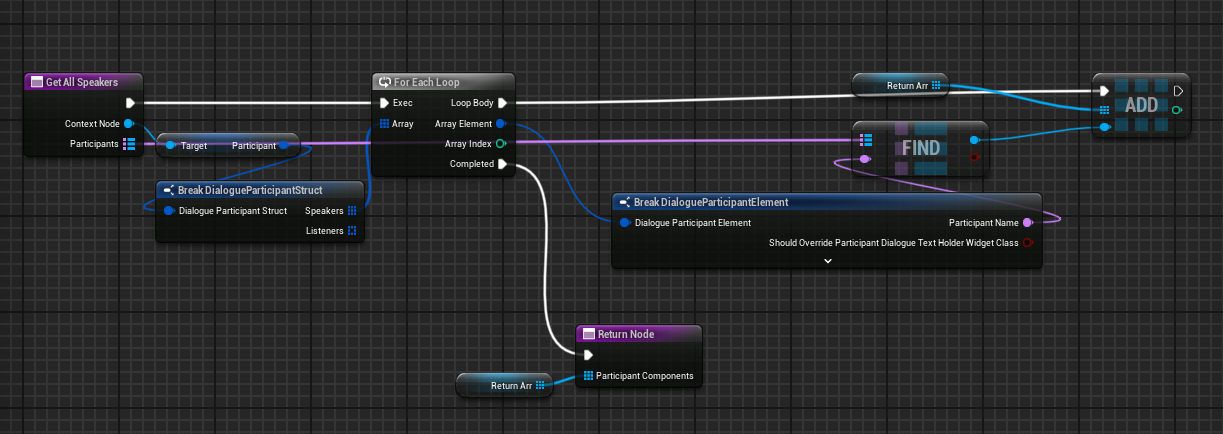 Get All Speakers
Context Node
Participants
Target Participant
Break DialogueParticipantStruct
Dialogue Participant Struct Speakers
Listeners
For Each Loop
Exec Loop Body
Array Array Element
Array Index
Completed
Return Arr
ADD
FIND
Break DialogueParticipantElement
Dialogue Participant Element Participant Name
Should Override Participant Dialogue Text Holder Widget Class
Return Node
Participant Components
Return Arr